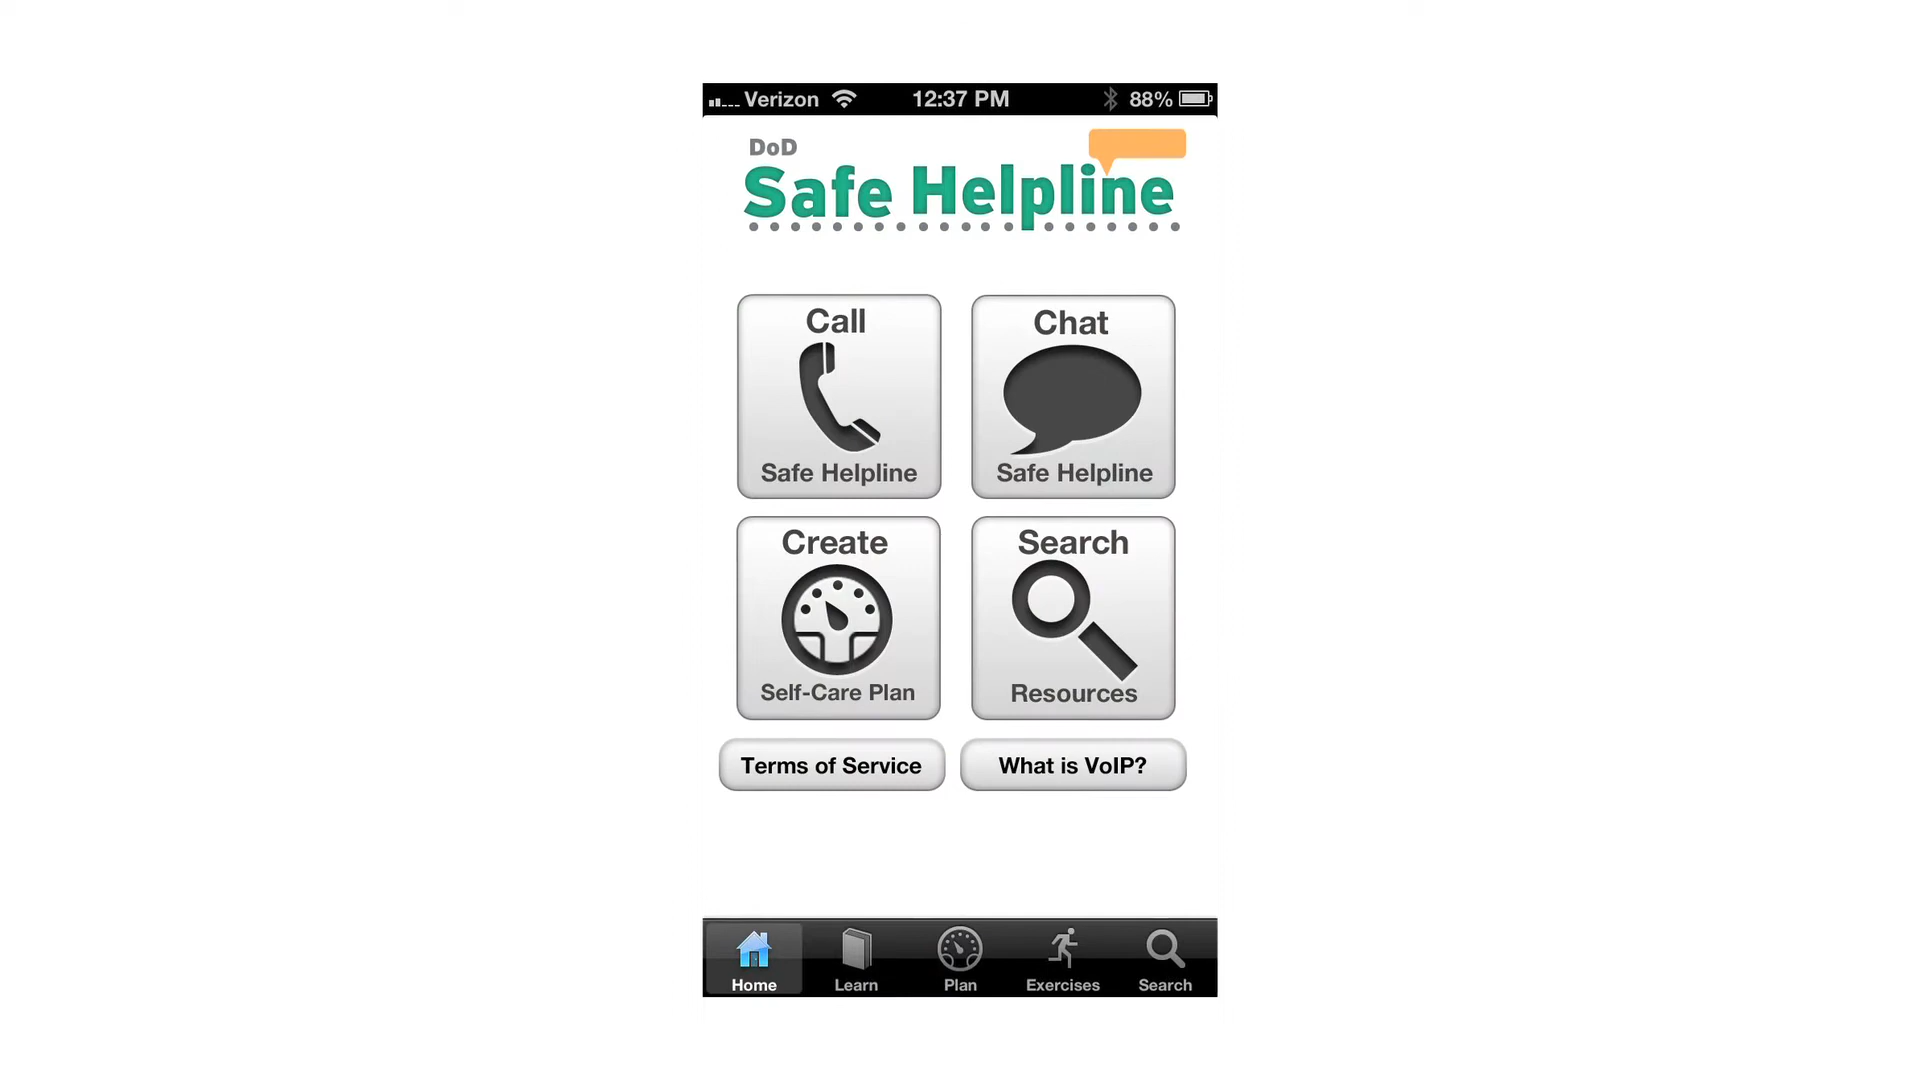 Verizon 12:37 PM 88%
DoD
Safe Helpline
Call
Safe Helpline
Chat
Safe Helpline
Create
Self-Care Plan
Search
Resources
Terms of Service
What is VoIP?
Home Learn Plan Exercises Search